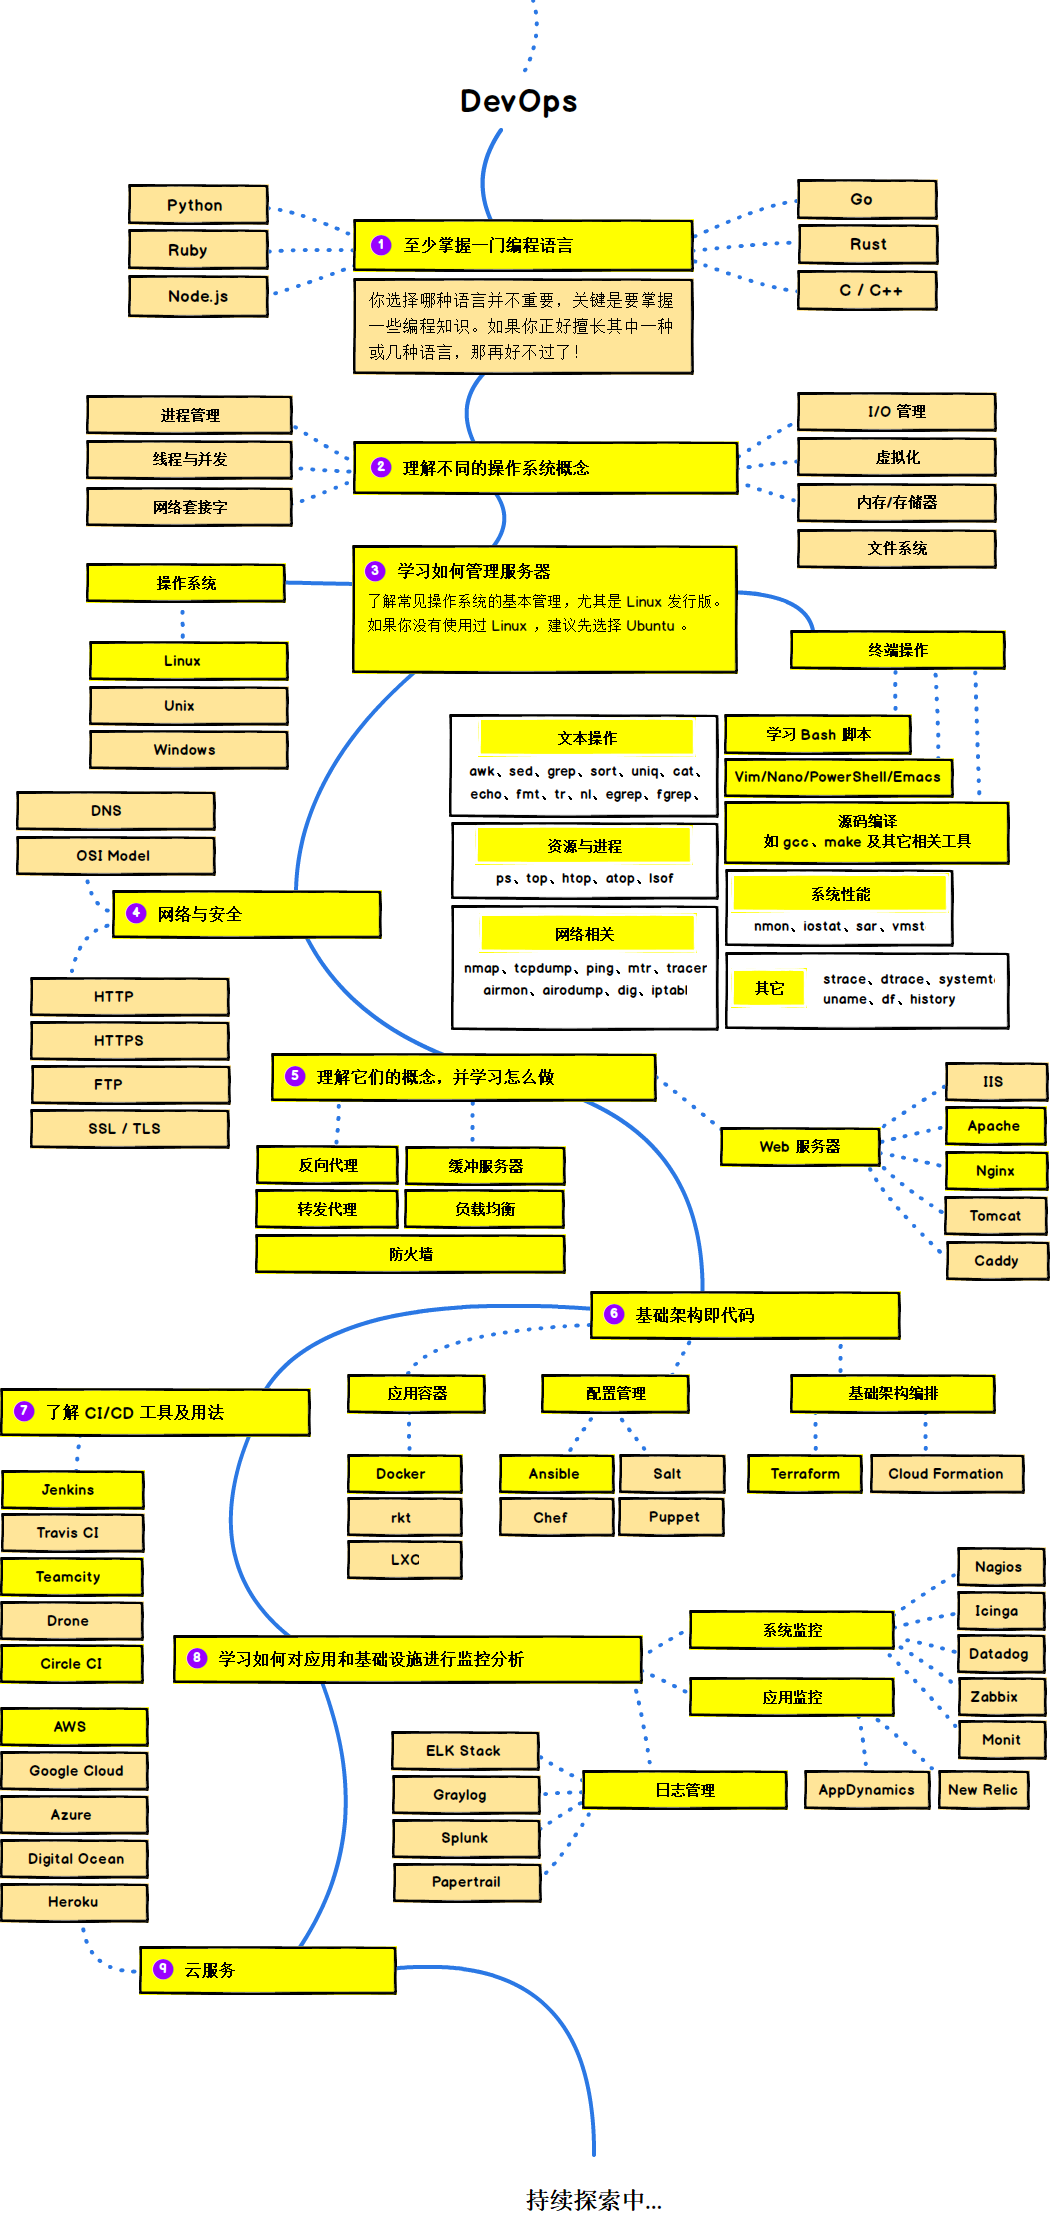 DevOps
Python
Ruby
Node.js
1 至少掌握一门编程语言
你选择哪种语言并不重要，关键是要掌握
一些编程知识。如果你正好擅长其中一种
或几种语言，那再好不过了！
Go
Rust
C / C++
进程管理
线程与并发
网络套接字
2 理解不同的操作系统概念
I/O 管理
虚拟化
内存/存储器
文件系统
3 学习如何管理服务器
了解常见操作系统的基本管理，尤其是 Linux 发行版。
如果你没有使用过 Linux ，建议先选择 Ubuntu 。
操作系统
Linux
Unix
Windows
终端操作
学习 Bash 脚本
Vim/Nano/PowerShell/Emacs
源码编译
如 gcc、make 及其它相关工具
文本操作
awk、sed、grep、sort、uniq、cat、
echo、fmt、tr、nl、egrep、fgrep、
资源与进程
ps、top、htop、atop、lsof
系统性能
nmon、iostat、sar、vmst
网络相关
nmap、tcpdump、ping、mtr、tracer
airmon、airodump、dig、iptabl
其它
strace、dtrace、systemt
uname、df、history
DNS
OSI Model
4 网络与安全
HTTP
HTTPS
FTP
SSL / TLS
5 理解它们的概念，并学习怎么做
反向代理
缓冲服务器
转发代理
负载均衡
防火墙
Web 服务器
IIS
Apache
Nginx
Tomcat
Caddy
6 基础架构即代码
应用容器
Docker
rkt
LXC
配置管理
Ansible
Salt
Chef
Puppet
基础架构编排
Terraform
Cloud Formation
7 了解 CI/CD 工具及用法
Jenkins
Travis CI
Teamcity
Drone
Circle CI
8 学习如何对应用和基础设施进行监控分析
系统监控
Nagios
Icinga
Datadog
Zabbix
Monit
应用监控
AppDynamics
New Relic
日志管理
ELK Stack
Graylog
Splunk
Papertrail
AWS
Google Cloud
Azure
Digital Ocean
Heroku
9 云服务
持续探索中...